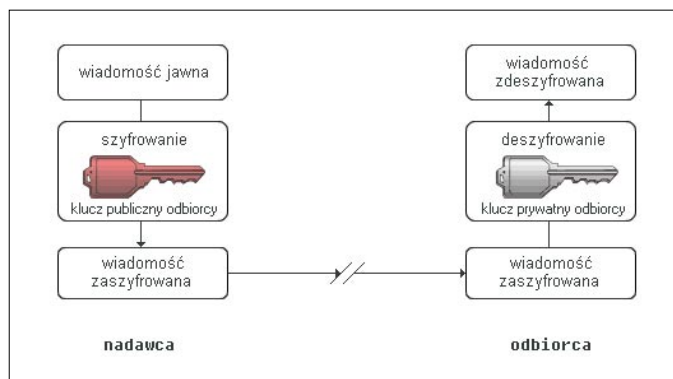 wiadomość jawna
szyfrowanie
klucz publiczny odbiorcy
wiadomość
zaszyfrowana
nadawca
wiadomość
zdeszyfrowana
deszyfrowanie
klucz prywatny odbiorcy
wiadomość
zaszyfrowana
odbiorca